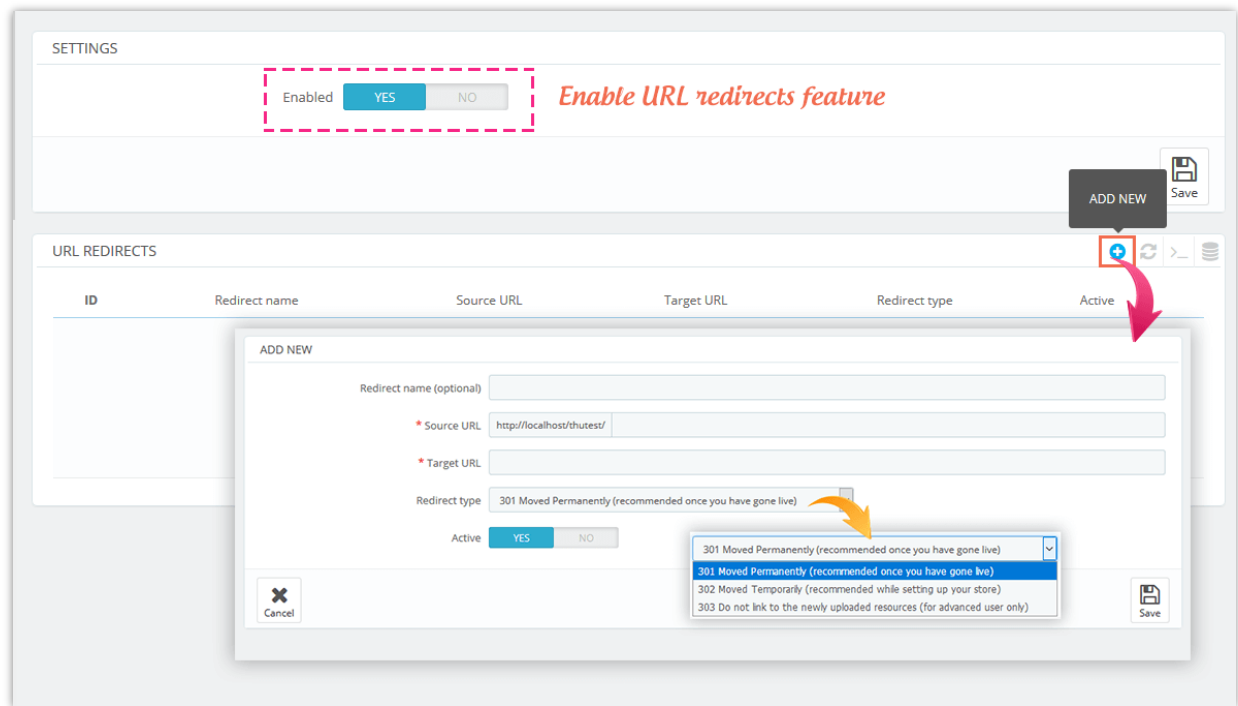 SETTINGS
Enabled YES NO Enable URL redirects feature
Save
ADD NEW
URL REDIRECTS
ID Redirect name Source URL Target URL Redirect type Active
ADD NEW
Redirect name (optional)
* Source URL http://localhost/thutest/
* Target URL
Redirect type 301 Moved Permanently (recommended once you have gone live)
Active YES NO
301 Moved Permanently (recommended once you have gone live)
301 Moved Permanently (recommended once you have gone live)
302 Moved Temporarily (recommended while setting up your store)
303 Do not link to the newly uploaded resources (for advanced user only)
Cancel
Save